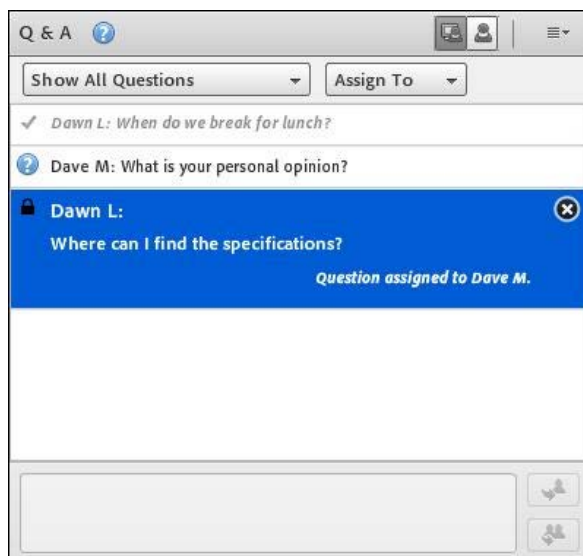 Q & A
Show All Questions
Assign To
Dawn L: When do we break for lunch?
Dave M: What is your personal opinion?
Dawn L:
Where can I find the specifications?
Question assigned to Dave M.